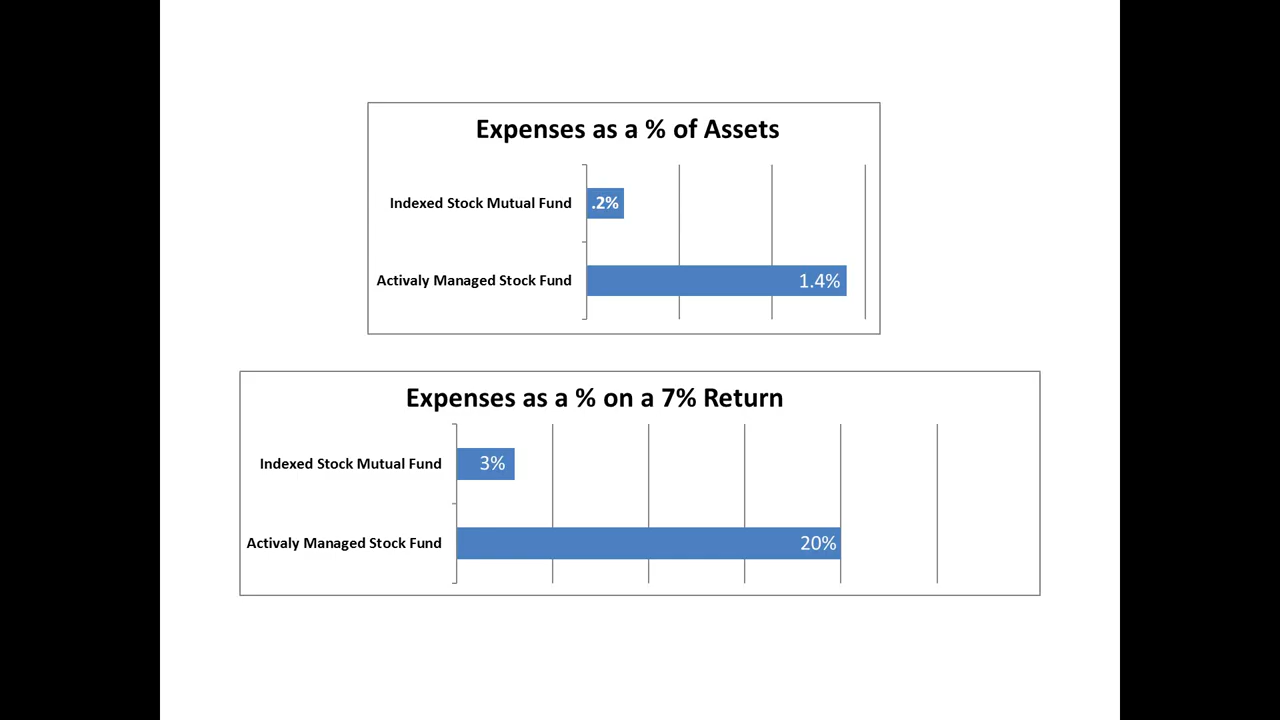 Expenses as a % of Assets
Indexed Stock Mutual Fund
.2%
Activaly Managed Stock Fund
1.4%
Expenses as a % on a 7% Return
Indexed Stock Mutual Fund
3%
Activaly Managed Stock Fund
20%